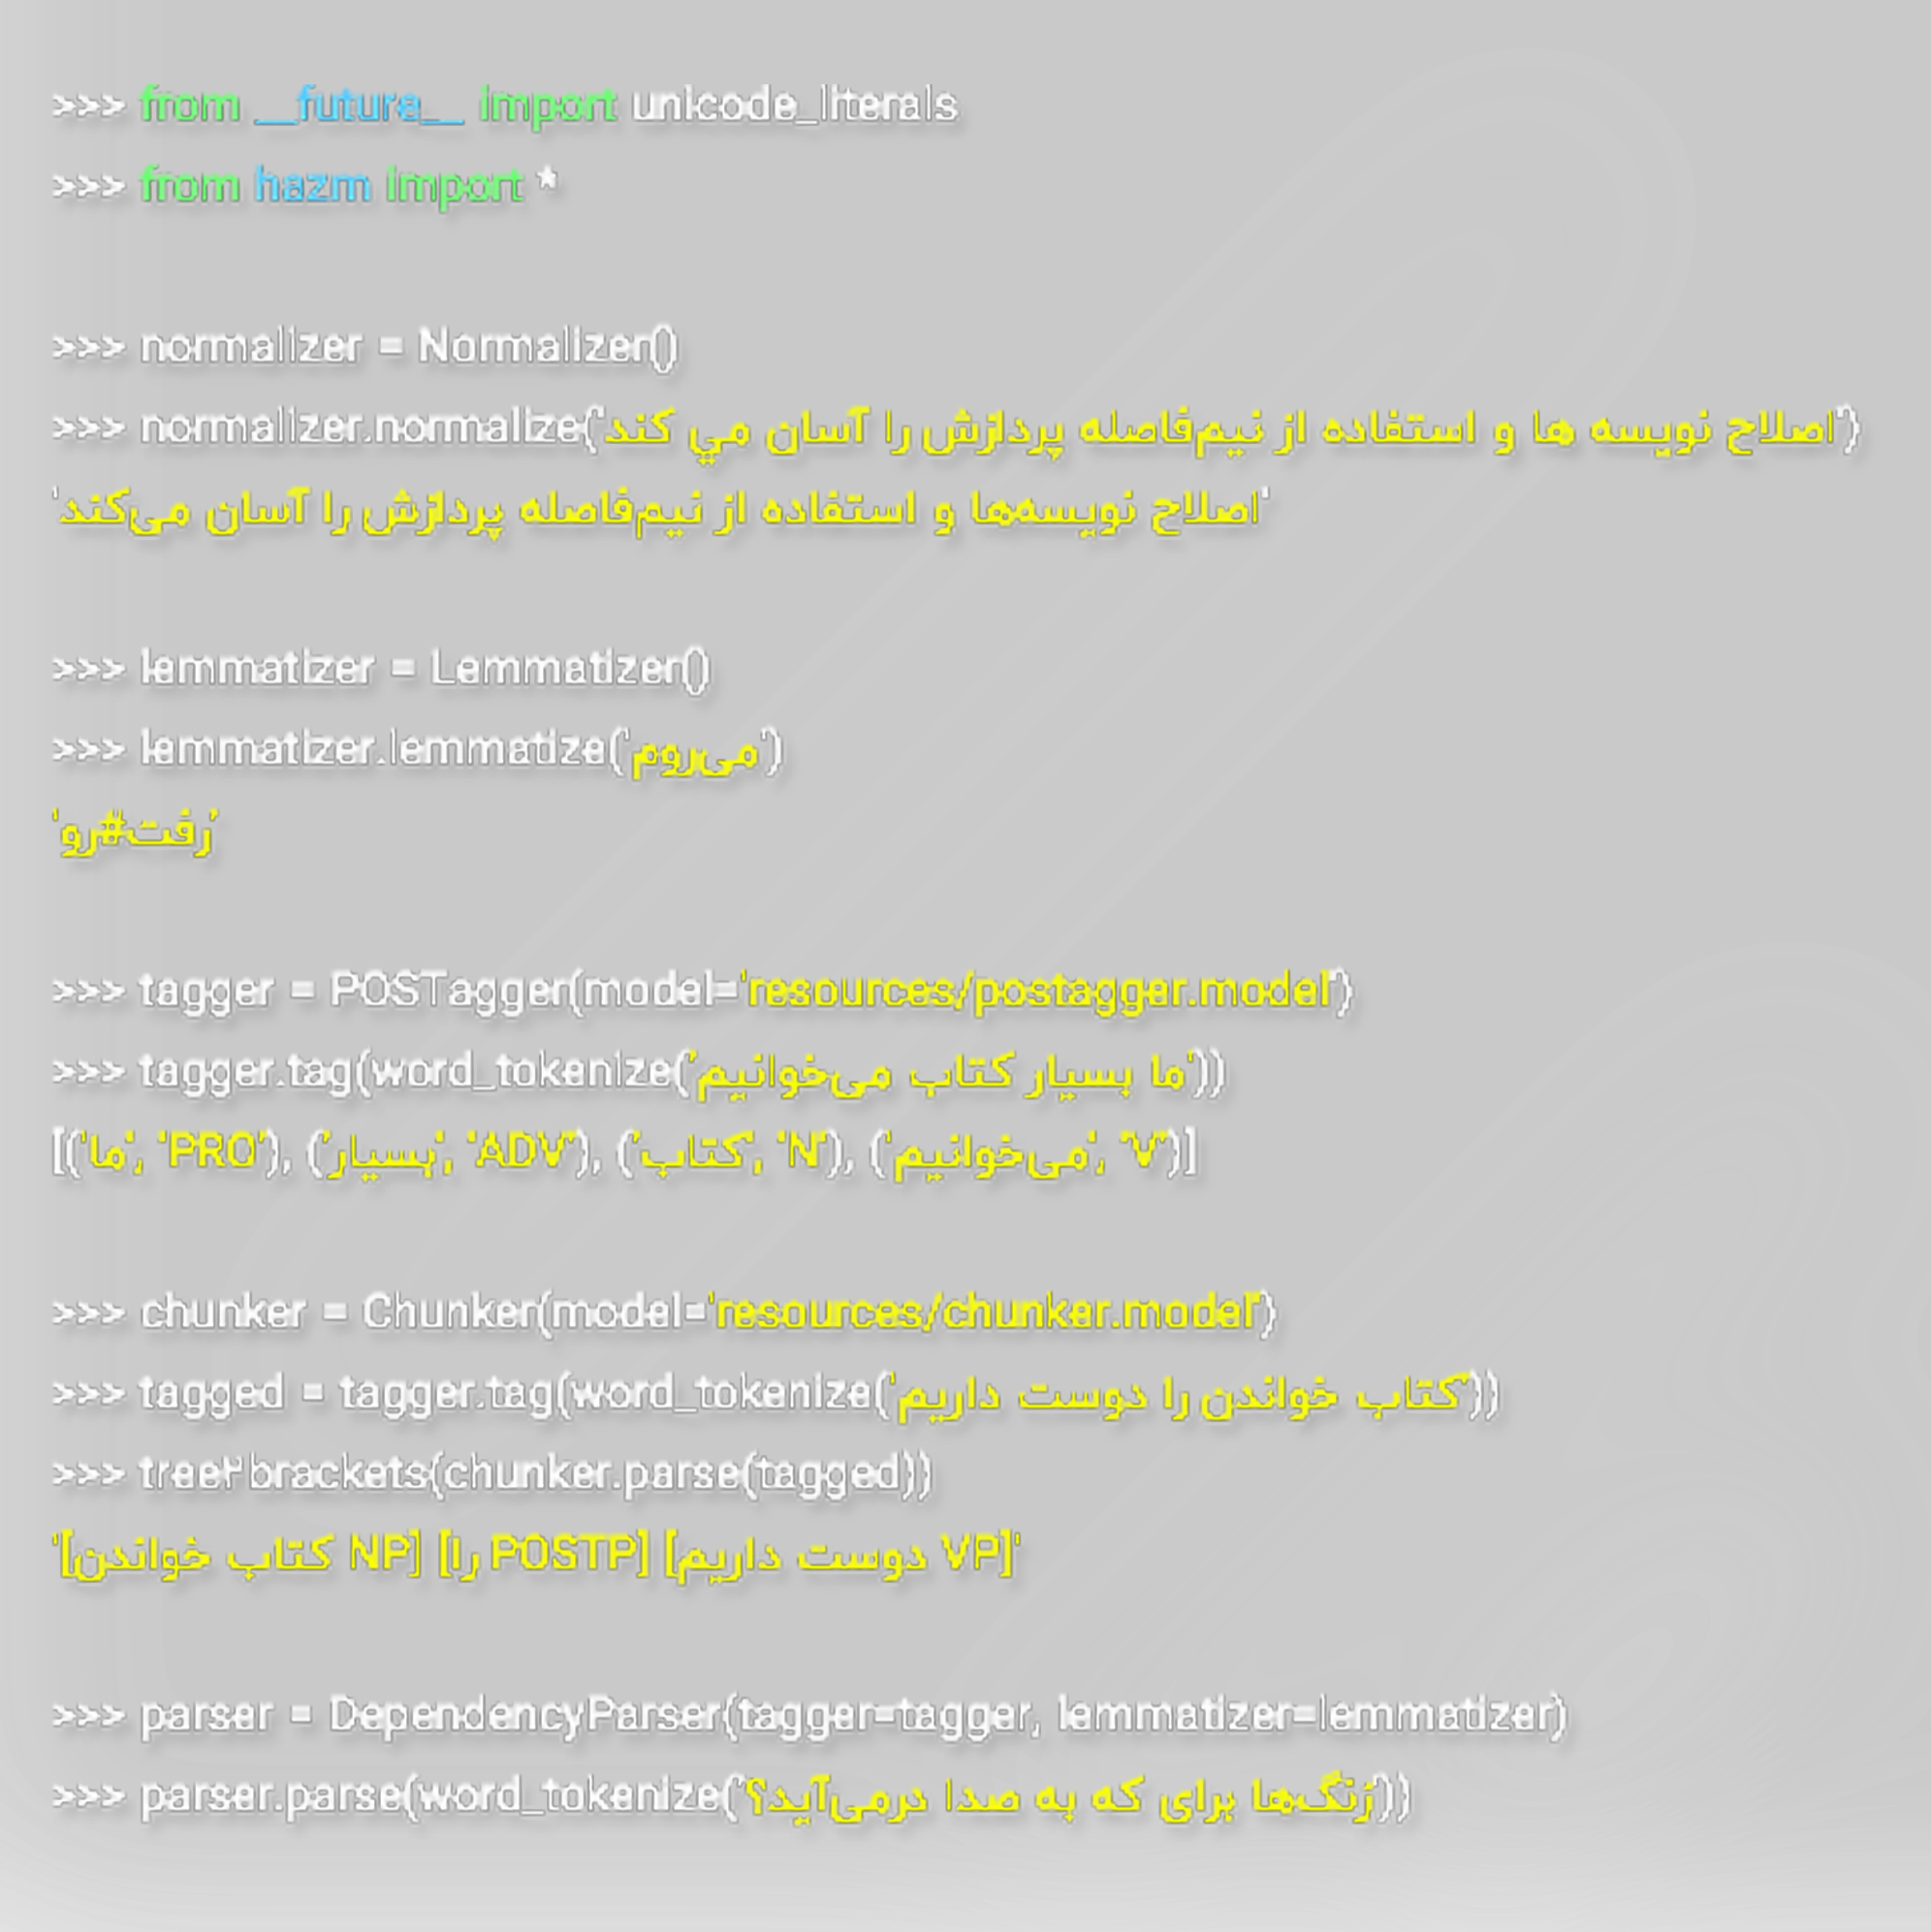 >>> from __future__ import unicode_literals
>>> from hazm import *
>>> normalizer = Normalizer()
>>> normalizer.normalize('اصلاح نويسه ها و استفاده از نیم‌فاصله پردازش را آسان مي كند')
'اصلاح نویسه‌ها و استفاده از نیم‌فاصله پردازش را آسان می‌کند'
>>> lemmatizer = Lemmatizer()
>>> lemmatizer.lemmatize('می‌روم')
'رفت#رو'
>>> tagger = POSTagger(model='resources/postagger.model')
>>> tagger.tag(word_tokenize('ما بسیار کتاب می‌خوانیم'))
[('ما', 'PRO'), ('بسیار', 'ADV'), ('کتاب', 'N'), ('می‌خوانیم', 'V')]
>>> chunker = Chunker(model='resources/chunker.model')
>>> tagged = tagger.tag(word_tokenize('کتاب خواندن را دوست داریم'))
>>> tree۲brackets(chunker.parse(tagged))
'[کتاب خواندن NP] [را POSTP] [دوست داریم VP]'
>>> parser = DependencyParser(tagger=tagger, lemmatizer=lemmatizer)
>>> parser.parse(word_tokenize('زنگ‌ها برای که به صدا درمی‌آید؟'))